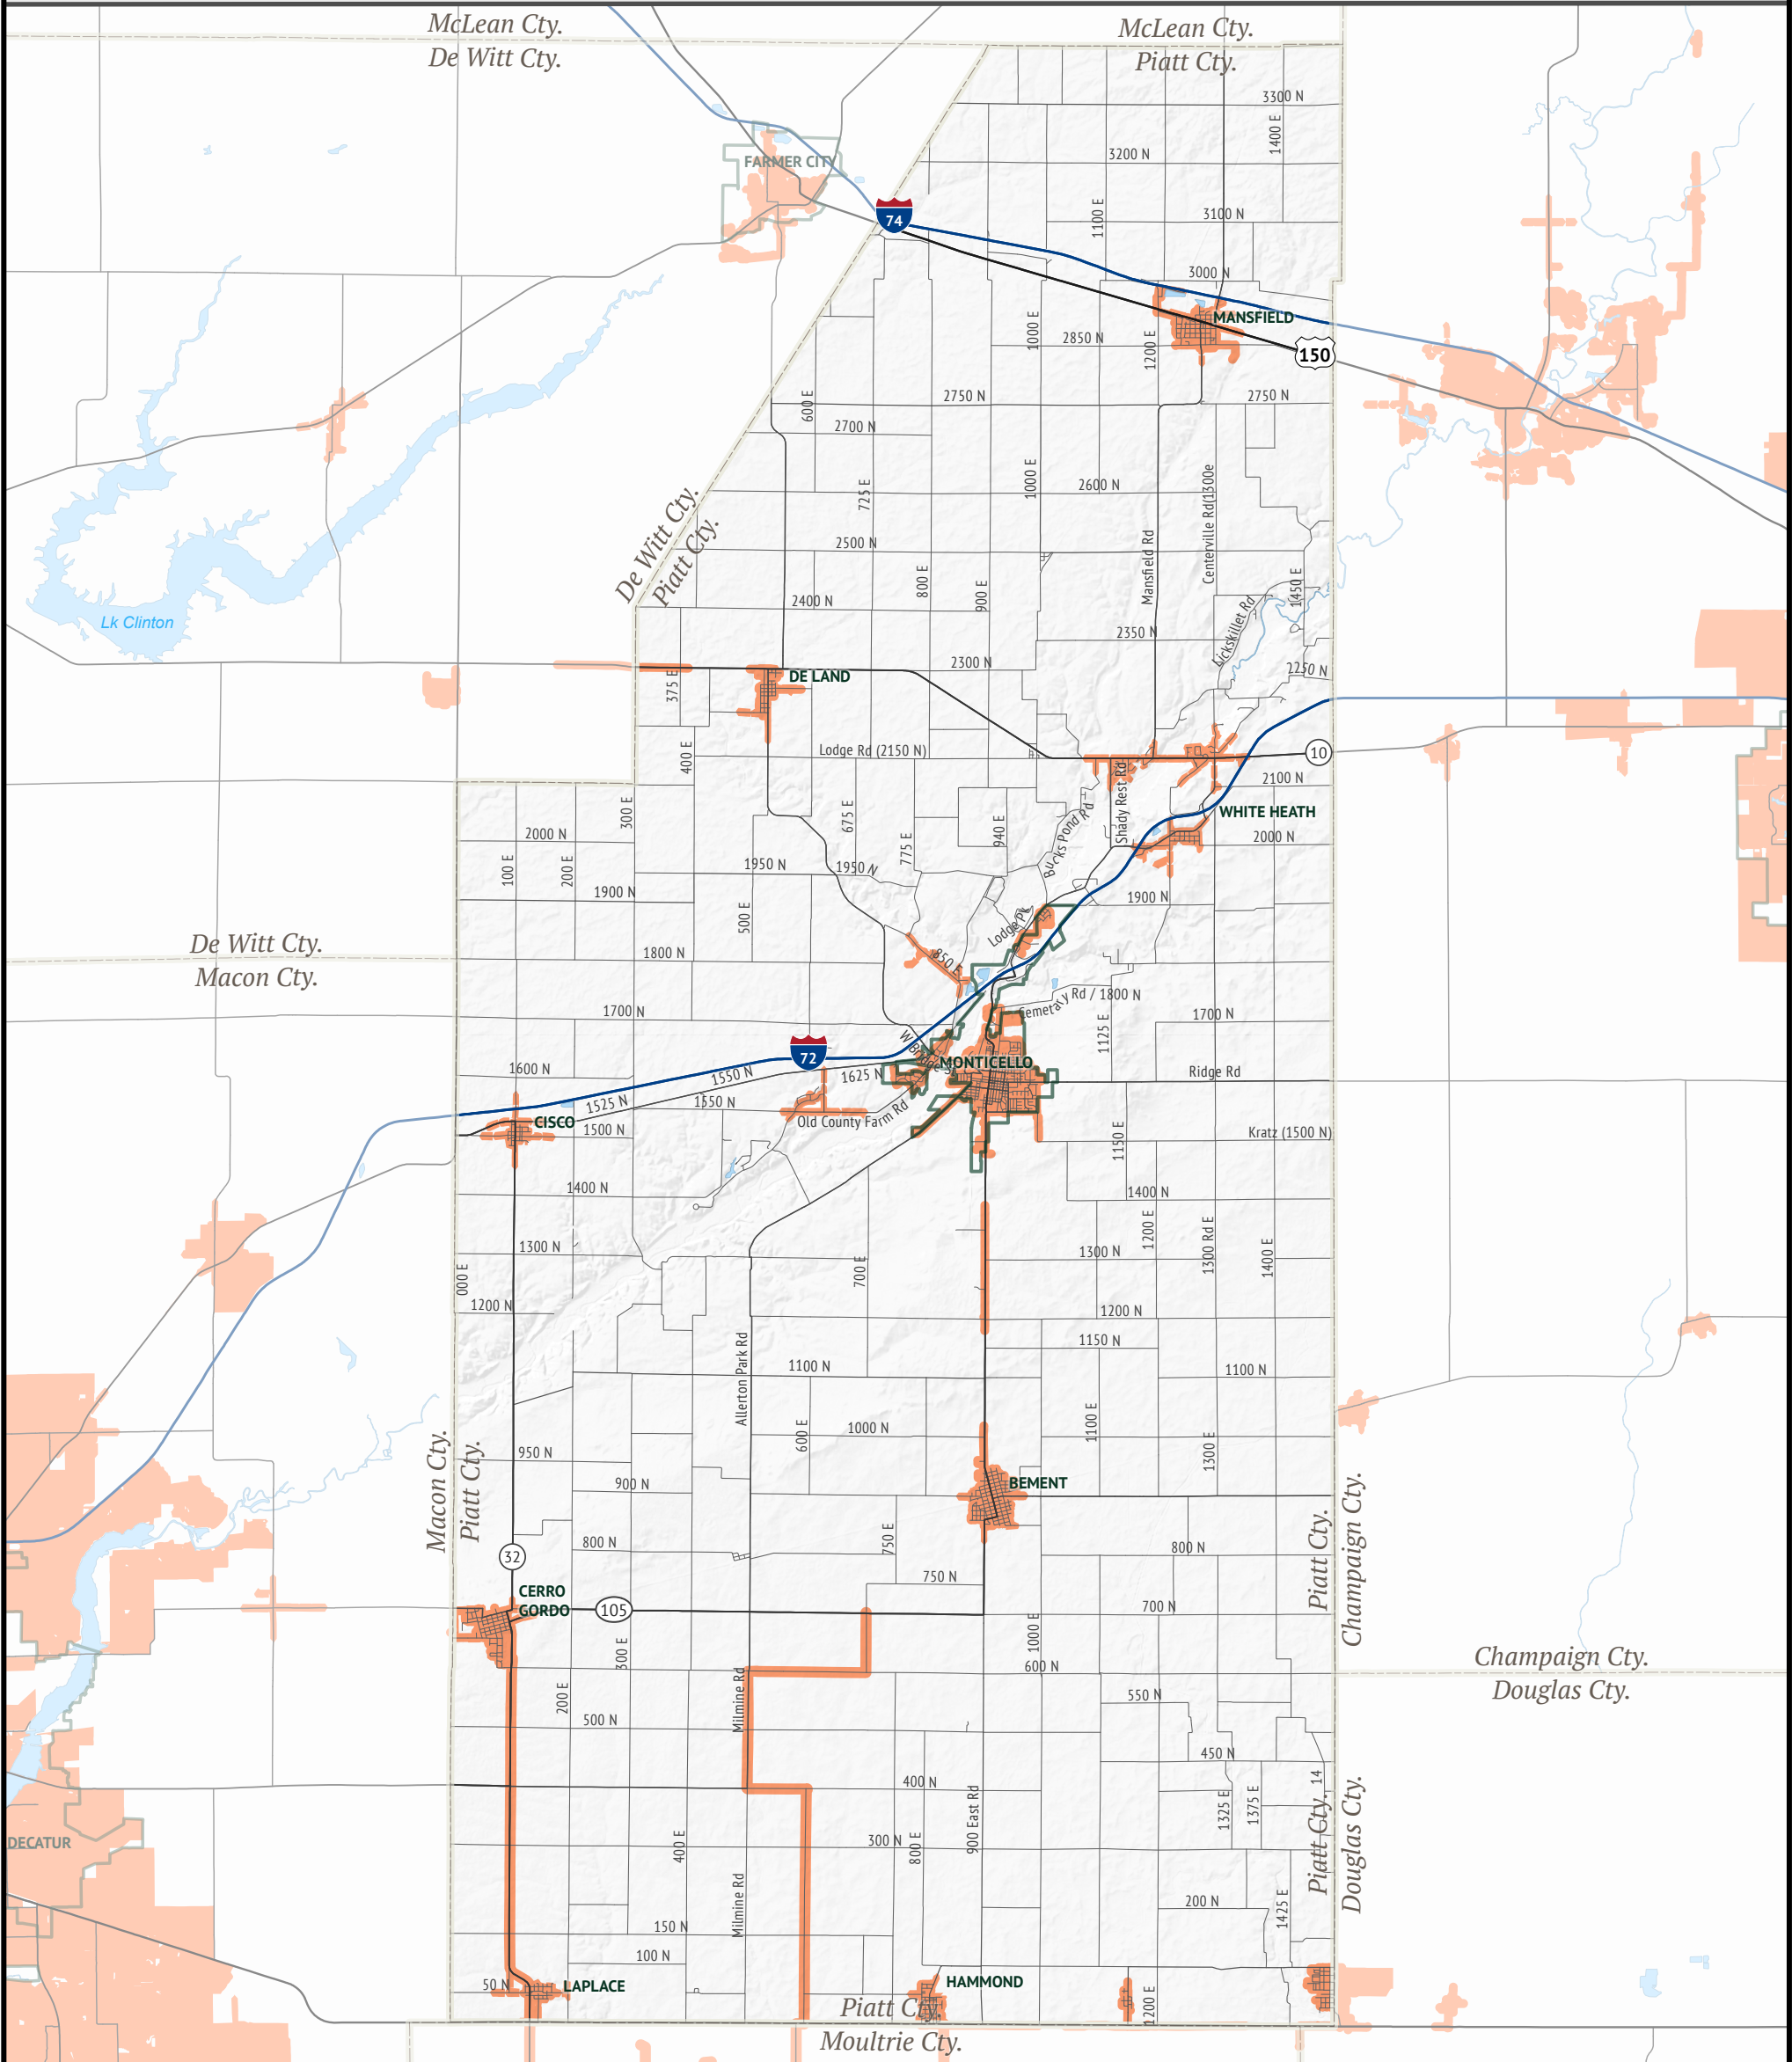 McLean Cty.
De Witt Cty.
McLean Cty.
Piatt Cty.
3300 N
1400 E
3200 N
FARMER CITY
1100 E
3100 N
74
3000 N
MANSFIELD
1000 E
2850 N
1200 E
150
600 E
2750 N
2750 N
2700 N
725 E
1000 E
2600 N
Centerville Rd(1300e
De Witt Cty.
Piatt Cty.
2500 N
Mansfield Rd
800 E
900 E
1450 E
2400 N
Lickskillet Rd
Lk Clinton
2350 N
2300 N
2250 N
DE LAND
375 E
400 E
Lodge Rd (2150 N)
10
2100 N
Shady Rest Rd
300 E
675 E
WHITE HEATH
2000 N
775 E
940 E
Bucks Pond Rd
2000 N
100 E
200 E
1950 N
1950 N
1900 N
1900 N
500 E
Lodge Pk
De Witt Cty.
Macon Cty.
1800 N
850 E
Cemetary Rd / 1800 N
1700 N
1125 E
1700 N
W Bridge St
72
MONTICELLO
1600 N
1550 N
1625 N
Ridge Rd
1525 N
1550 N
CISCO
Old County Farm Rd
1500 N
1150 E
Kratz (1500 N)
1400 N
1400 N
1200 E
1300 Rd E
1400 E
1300 N
1300 N
000 E
700 E
1200 N
1200 N
1150 N
Allerton Park Rd
1100 N
1100 N
1100 E
600 E
1000 N
1300 E
Macon Cty.
Piatt Cty.
950 N
900 N
BEMENT
Piatt Cty.
Champaign Cty.
750 E
800 N
800 N
32
750 N
CERRO
GORDO
105
700 N
300 E
1000 E
600 N
Champaign Cty.
Douglas Cty.
Milmine Rd
200 E
550 N
500 N
450 N
400 N
14
1325 E
1375 E
900 East Rd
Piatt Cty.
Douglas Cty.
DECATUR
400 E
300 N
800 E
Milmine Rd
200 N
1425 E
150 N
100 N
50 N
LAPLACE
HAMMOND
1200 E
Piatt Cty.
Moultrie Cty.